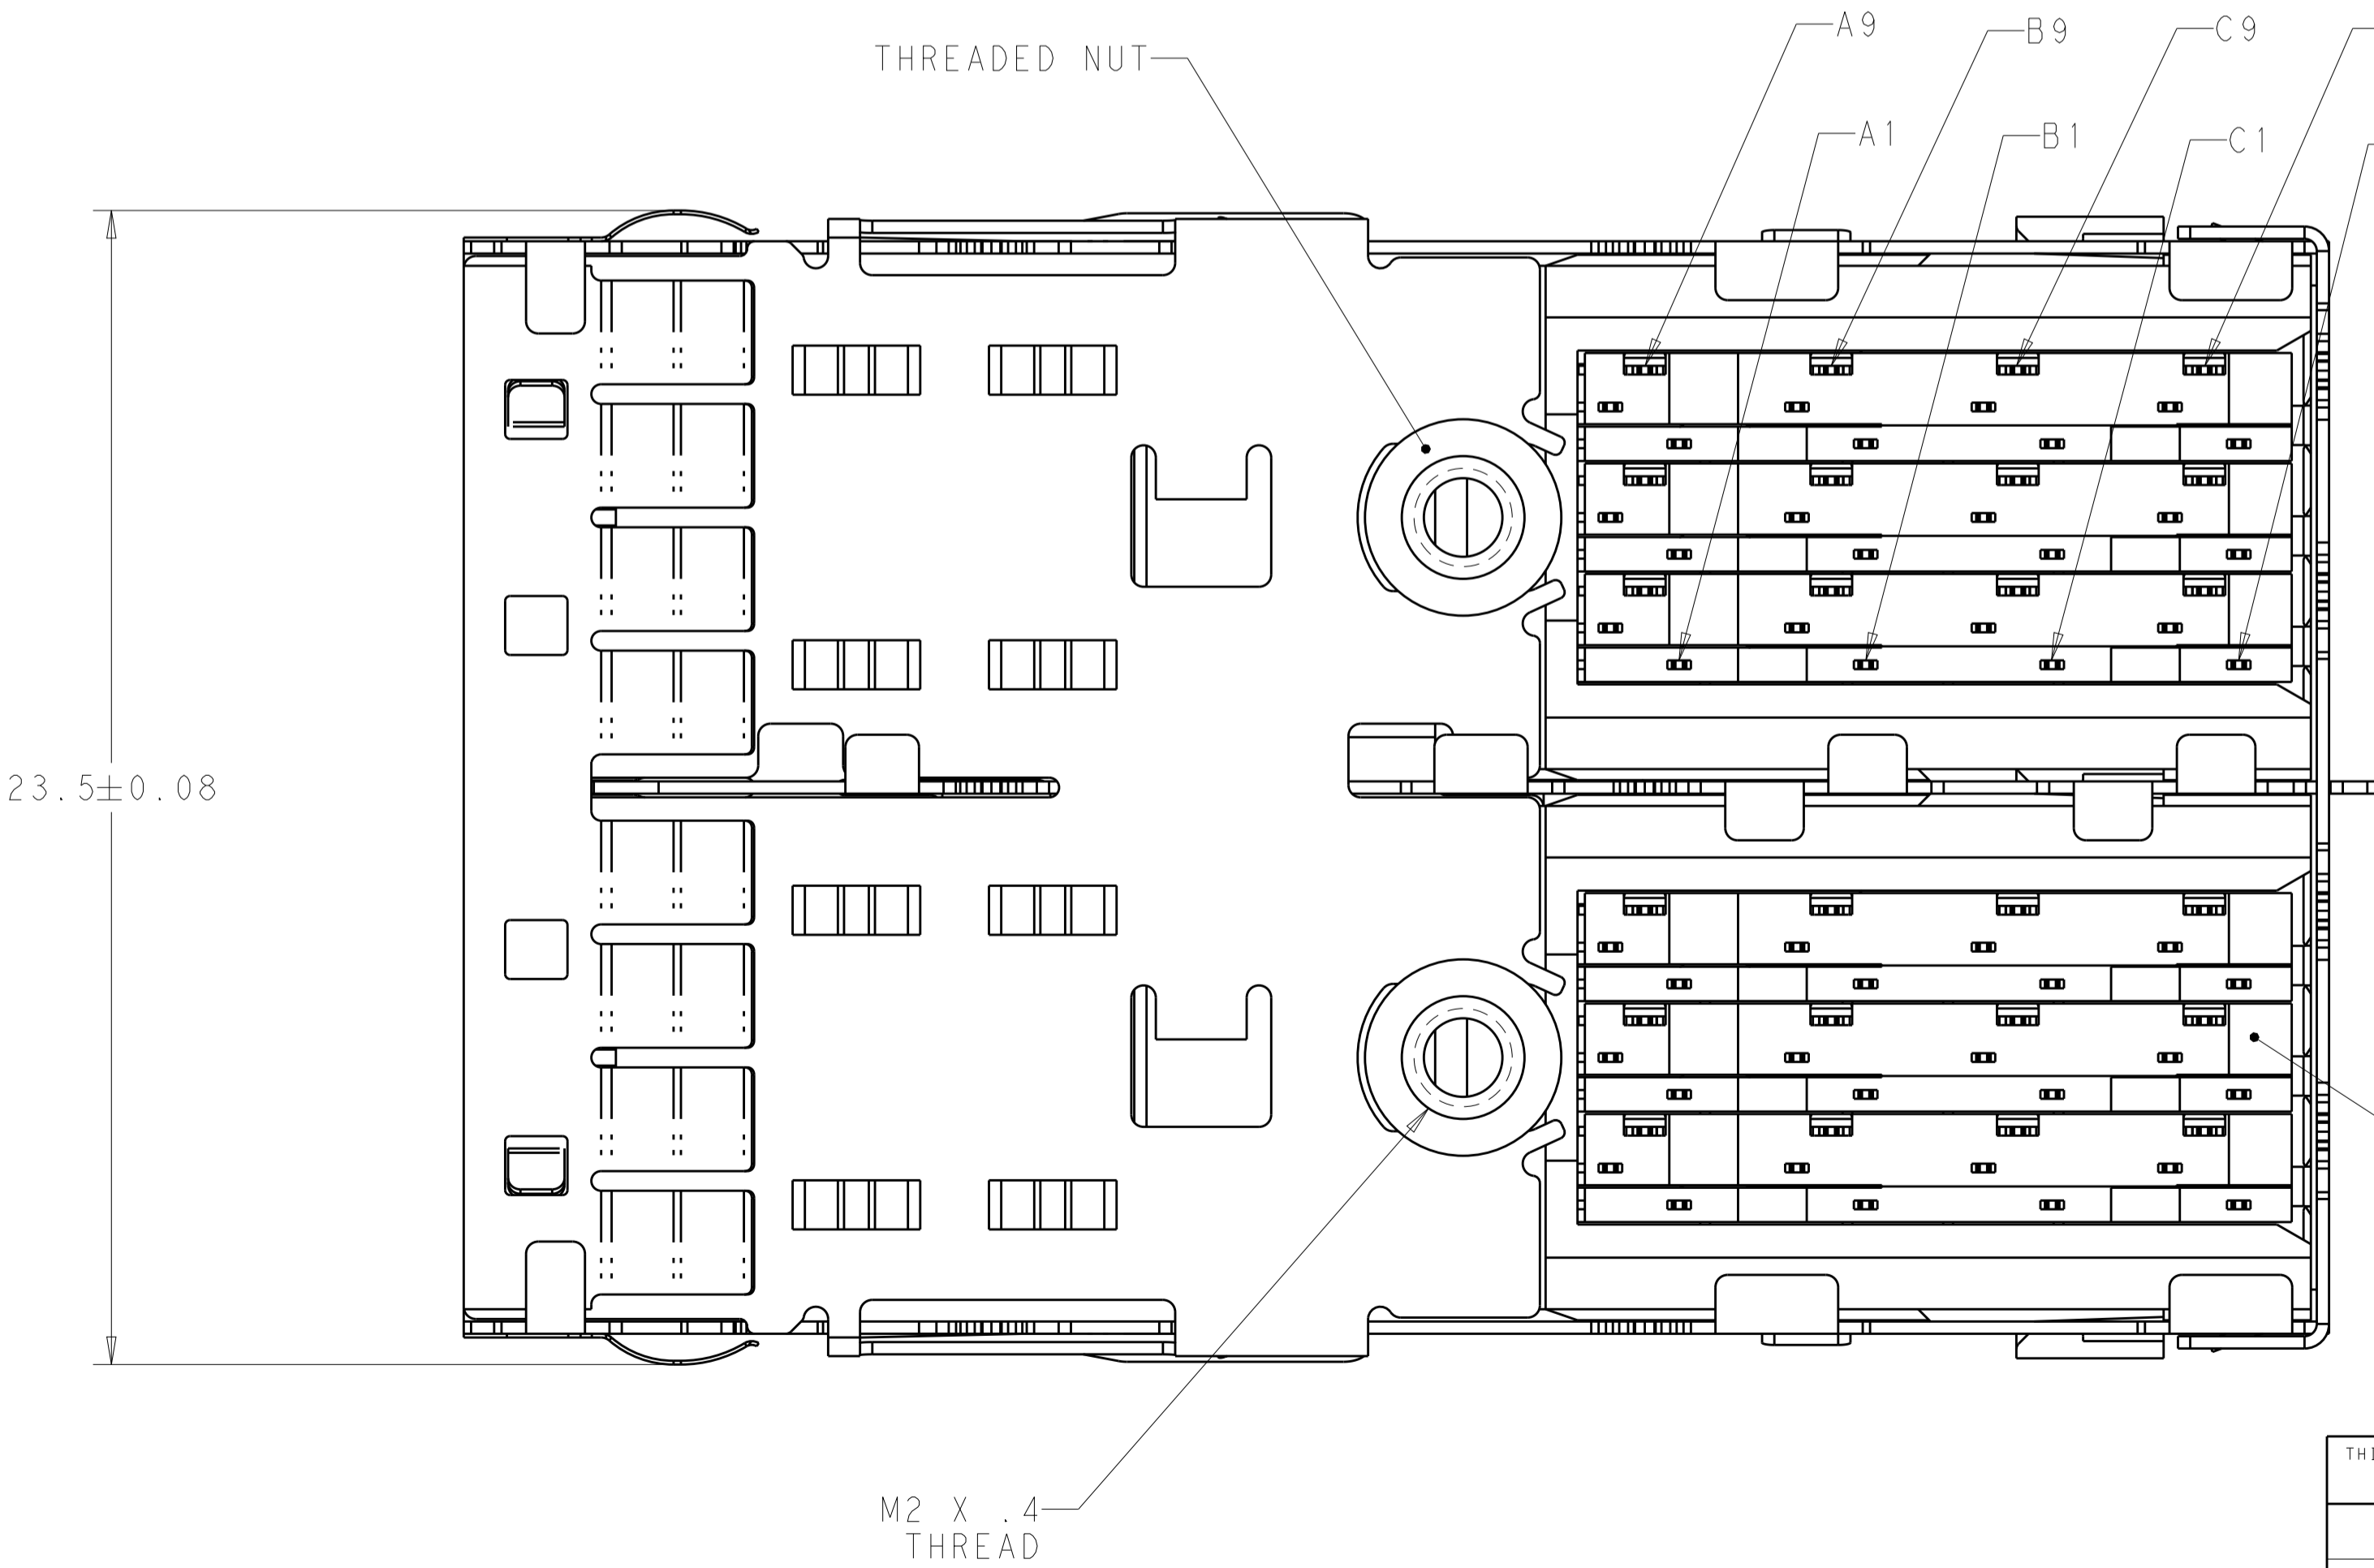 THREADED NUT
A9
B9
C9
A1
B1
C1
23.5±0.08
M2 X .4
THREAD